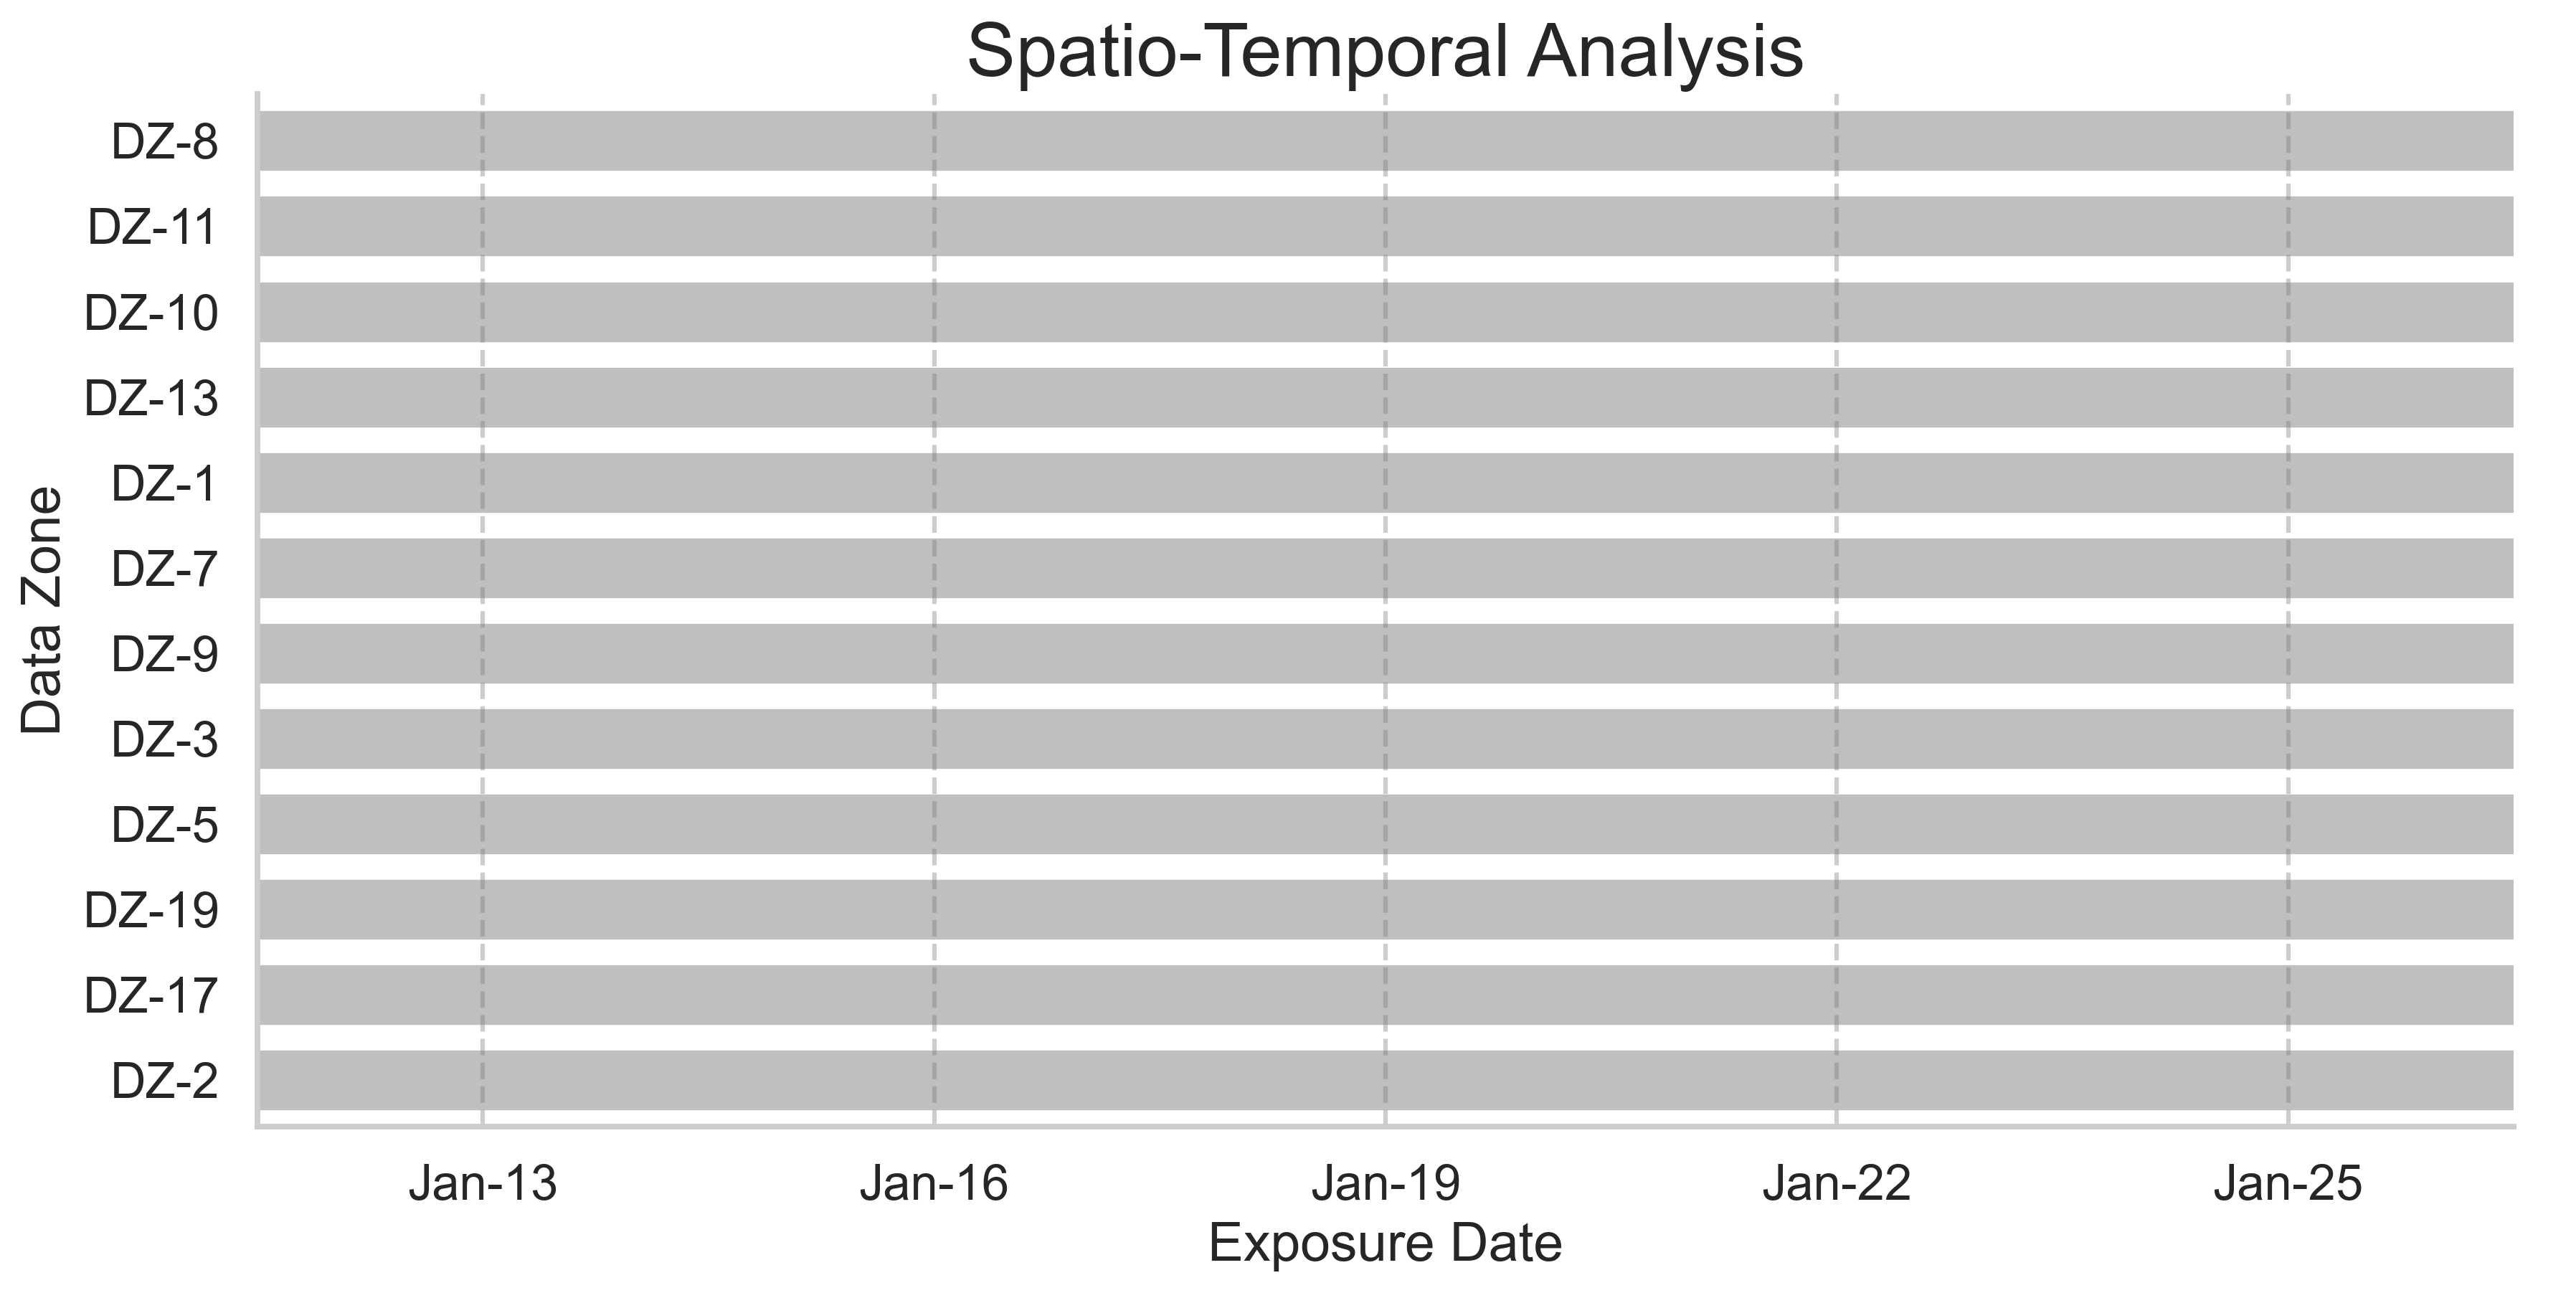 Spatio-Temporal Analysis
DZ-8
DZ-11
DZ-10
DZ-13
DZ-1
DZ-7
DZ-9
DZ-3
DZ-5
DZ-19
DZ-17
DZ-2
Data Zone
Jan-13 Jan-16 Jan-19 Jan-22 Jan-25
Exposure Date